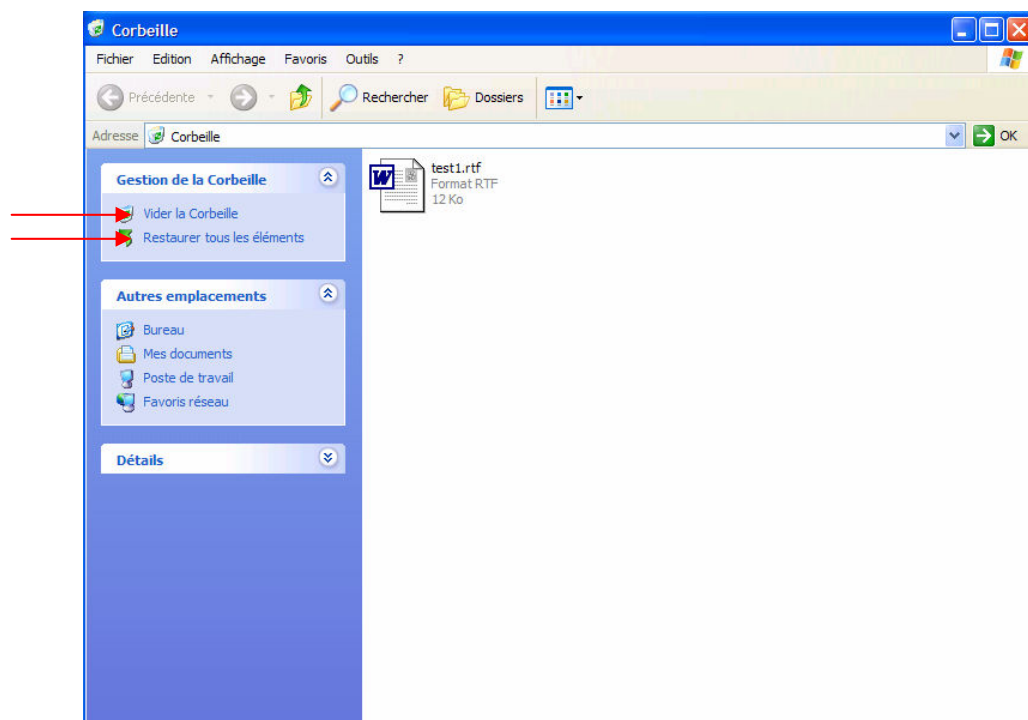 Corbeille
Fichier Edition Affichage Favoris Outils ?
Précédente Rechercher Dossiers
Adresse Corbeille OK
Gestion de la Corbeille
Vider la Corbeille
Restaurer tous les éléments
Autres emplacements
Bureau
Mes documents
Poste de travail
Favoris réseau
Détails
test1.rtf
Format RTF
12 Ko